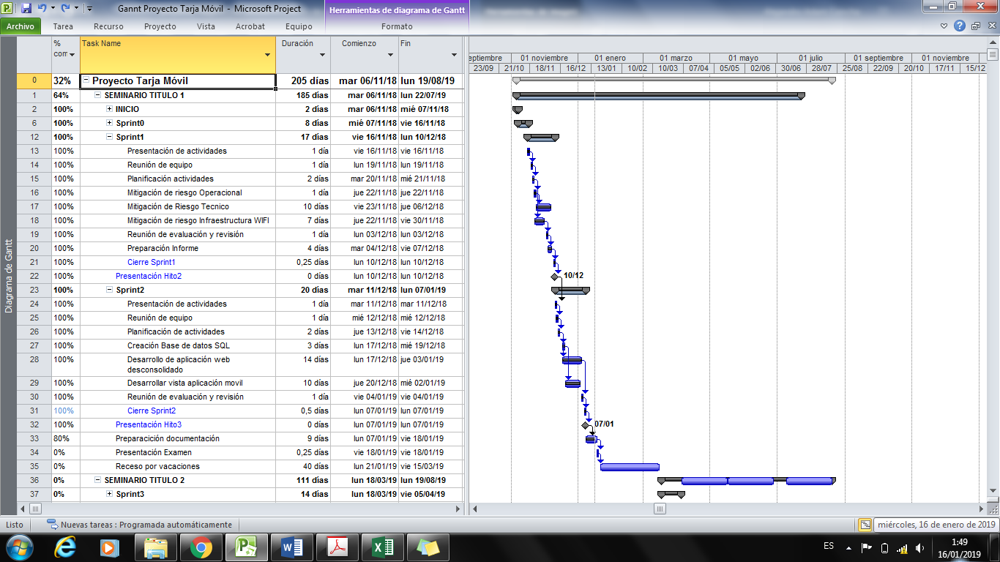 Gannt Proyecto Tarja Móvil - Microsoft Project
Herramientas de diagrama de Gantt
Archivo Tarea Recurso Proyecto Vista Acrobat Equipo Formato
% com Task Name Duración Comienzo Fin
eptiembre 01 noviembre 01 enero 01 marzo 01 mayo 01 julio 01 septiembre 01 noviembre
23/09 21/10 18/11 16/12 13/01 10/02 10/03 07/04 05/05 02/06 30/06 28/07 25/08 22/09 20/10 17/11 15/12
0 32% Proyecto Tarja Móvil 205 días mar 06/11/18 lun 19/08/19
1 64% SEMINARIO TITULO 1 185 días mar 06/11/18 lun 22/07/19
2 100% INICIO 2 días mar 06/11/18 mié 07/11/18
6 100% Sprint0 8 días mié 07/11/18 vie 16/11/18
12 100% Sprint1 17 días vie 16/11/18 lun 10/12/18
13 100% Presentación de actividades 1 día vie 16/11/18 vie 16/11/18
14 100% Reunión de equipo 1 día lun 19/11/18 lun 19/11/18
15 100% Planificación actividades 2 días mar 20/11/18 mié 21/11/18
16 100% Mitigación de riesgo Operacional 1 día jue 22/11/18 jue 22/11/18
17 100% Mitigación de Riesgo Tecnico 10 días vie 23/11/18 jue 06/12/18
18 100% Mitigación de riesgo Infraestructura WIFI 7 días jue 22/11/18 vie 30/11/18
19 100% Reunión de evaluación y revisión 1 día lun 03/12/18 lun 03/12/18
20 100% Preparación Informe 4 días mar 04/12/18 vie 07/12/18
21 100% Cierre Sprint1 0,25 días lun 10/12/18 lun 10/12/18
22 100% Presentación Hito2 0 días lun 10/12/18 lun 10/12/18 10/12
23 100% Sprint2 20 días mar 11/12/18 lun 07/01/19
24 100% Presentación de actividades 1 día mar 11/12/18 mar 11/12/18
25 100% Reunión de equipo 1 día mié 12/12/18 mié 12/12/18
26 100% Planificación de actividades 2 días jue 13/12/18 vie 14/12/18
27 100% Creación Base de datos SQL 3 días lun 17/12/18 mié 19/12/18
28 100% Desarrollo de aplicación web 14 días lun 17/12/18 jue 03/01/19
desconsolidado
29 100% Desarrollar vista aplicación movil 10 días jue 20/12/18 mié 02/01/19
30 100% Reunión de evaluación y revisión 1 día vie 04/01/19 vie 04/01/19
31 100% Cierre Sprint2 0,5 días lun 07/01/19 lun 07/01/19
32 100% Presentación Hito3 0 días lun 07/01/19 lun 07/01/19 07/01
33 80% Preparacición documentación 9 días lun 07/01/19 vie 18/01/19
34 0% Presentación Examen 0,25 días vie 18/01/19 vie 18/01/19
35 0% Receso por vacaciones 40 días lun 21/01/19 vie 15/03/19
36 0% SEMINARIO TITULO 2 111 días lun 18/03/19 lun 19/08/19
37 0% Sprint3 14 días lun 18/03/19 vie 05/04/19
Diagrama de Gantt
Listo Nuevas tareas : Programada automáticamente miércoles, 16 de enero de 2019
ES 1:49
16/01/2019